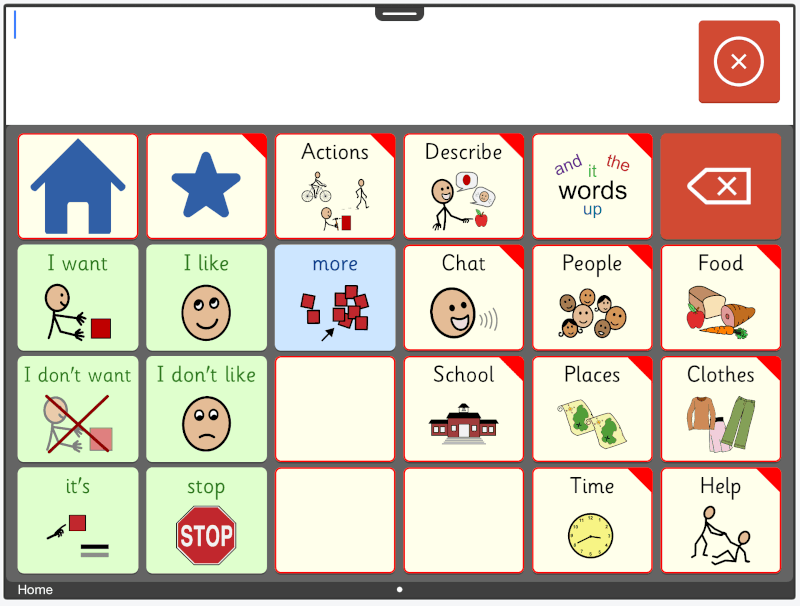 Actions
Describe
and
it
the
words
up
I want
I like
more
Chat
People
Food
I don't want
I don't like
School
Places
Clothes
it's
stop
STOP
Time
Help
Home